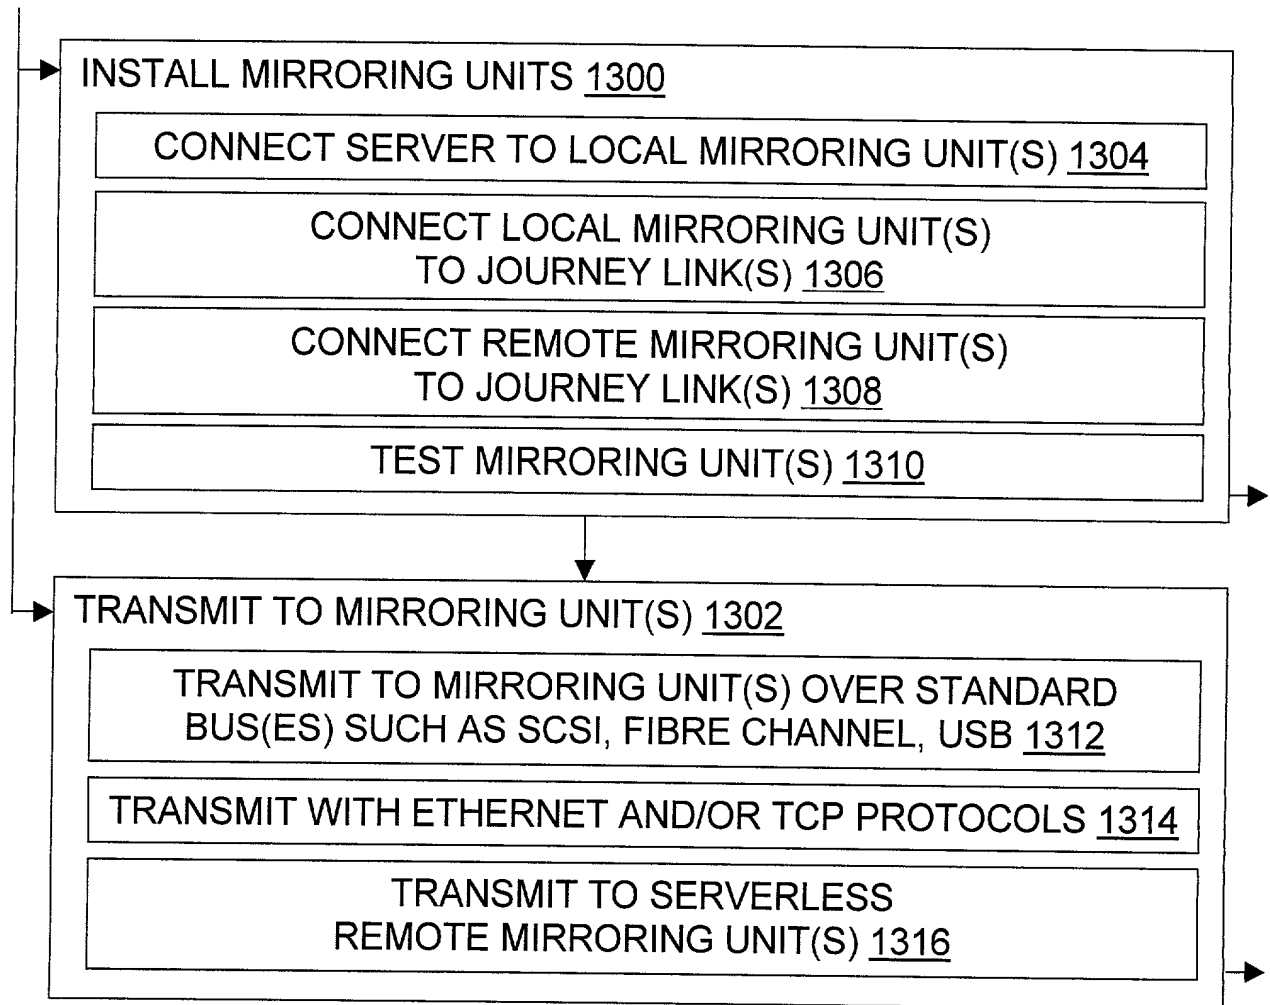 INSTALL MIRRORING UNITS 1300
CONNECT SERVER TO LOCAL MIRRORING UNIT(S) 1304
CONNECT LOCAL MIRRORING UNIT(S)
TO JOURNEY LINK(S) 1306
CONNECT REMOTE MIRRORING UNIT(S)
TO JOURNEY LINK(S) 1308
TEST MIRRORING UNIT(S) 1310
TRANSMIT TO MIRRORING UNIT(S) 1302
TRANSMIT TO MIRRORING UNIT(S) OVER STANDARD
BUS(ES) SUCH AS SCSI, FIBRE CHANNEL, USB 1312
TRANSMIT WITH ETHERNET AND/OR TCP PROTOCOLS 1314
TRANSMIT TO SERVERLESS
REMOTE MIRRORING UNIT(S) 1316